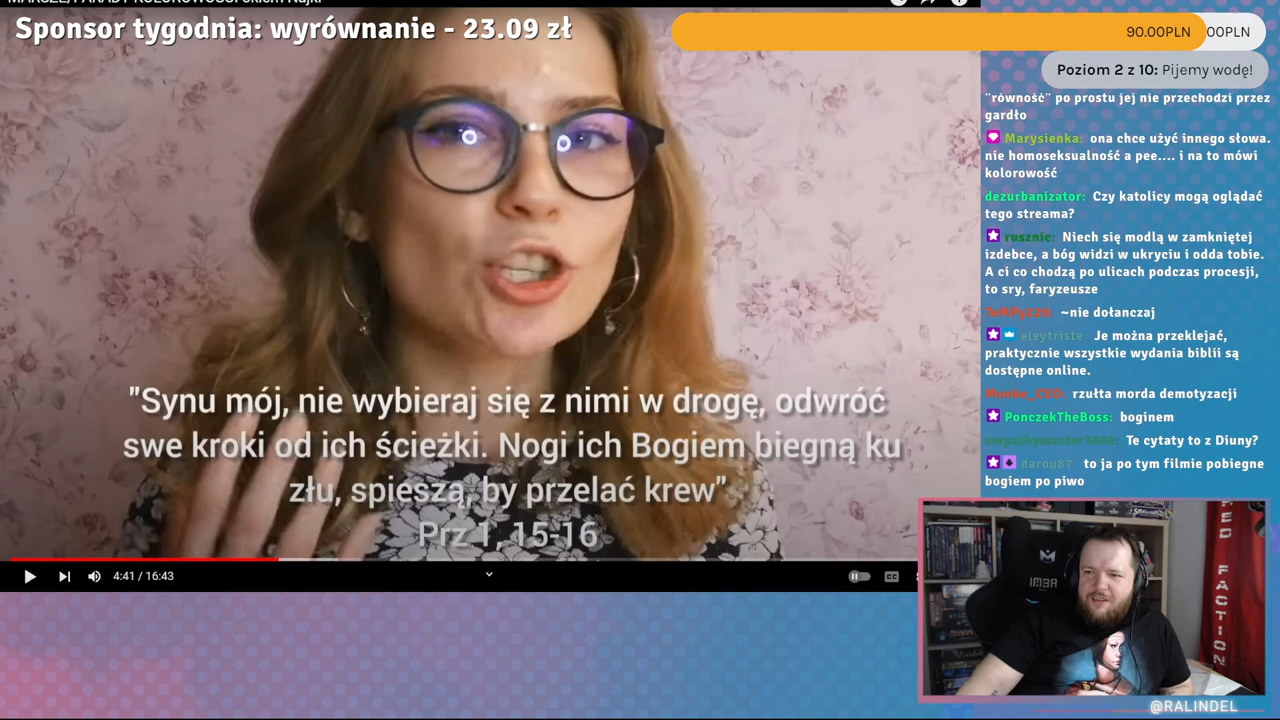 Sponsor tygodnia: wyrównanie - 23.09 zł
90.00PLN
00PLN
Poziom 2 z 10: Pijemy wodę!
"równość" po prostu jej nie przechodzi przez
gardło
Marysienka: ona chce użyć innego słowa.
nie homoseksualność a pee.... i na to mówi
kolorowość
dezurbanizator: Czy katolicy mogą oglądać
tego streama?
rusznic: Niech się modlą w zamkniętej
izdebce, a bóg widzi w ukryciu i odda tobie.
A ci co chodzą po ulicach podczas procesji,
to sry, faryzeusze
ToMPy220: ~nie dołanczaj
eleytriste Je można przeklejać,
praktycznie wszystkie wydania biblii są
dostępne online.
rzułta morda demotyzacji
PonczekTheBoss: boginem
empathymaster3000: Te cytaty to z Diuny?
darou87 to ja po tym filmie pobiegne
bogiem po piwo
"Synu mój, nie wybieraj się z nimi w drogę, odwróć
swe kroki od ich ścieżki. Nogi ich Bogiem biegną ku
złu, spieszą, by przelać krew"
Prz 1, 15-16
4:41 / 16:43
CC
FACTION
@RALINDEL